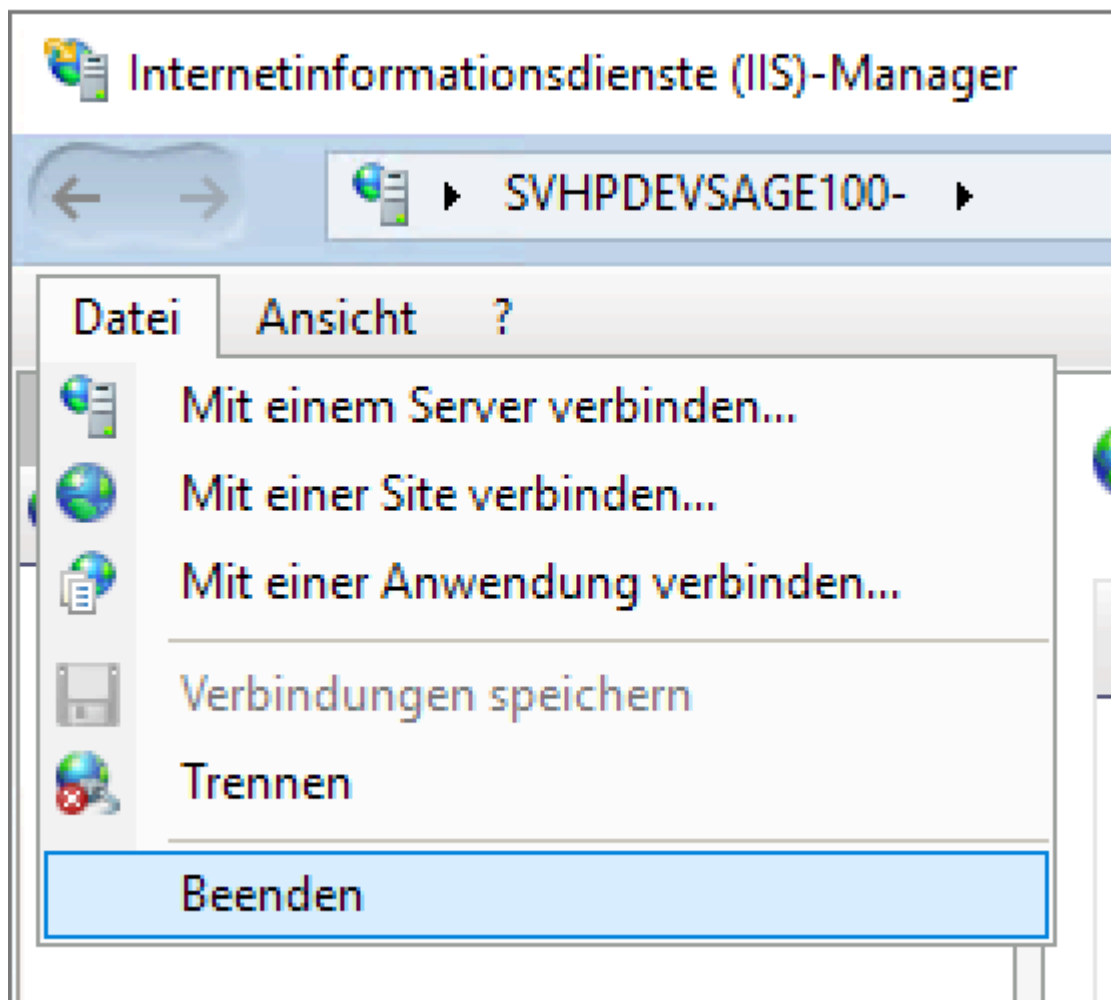 Internetinformationsdienste (IIS)-Manager
SVHPDEVSAGE100-
Datei Ansicht ?
Mit einem Server verbinden...
Mit einer Site verbinden...
Mit einer Anwendung verbinden...
Verbindungen speichern
Trennen
Beenden